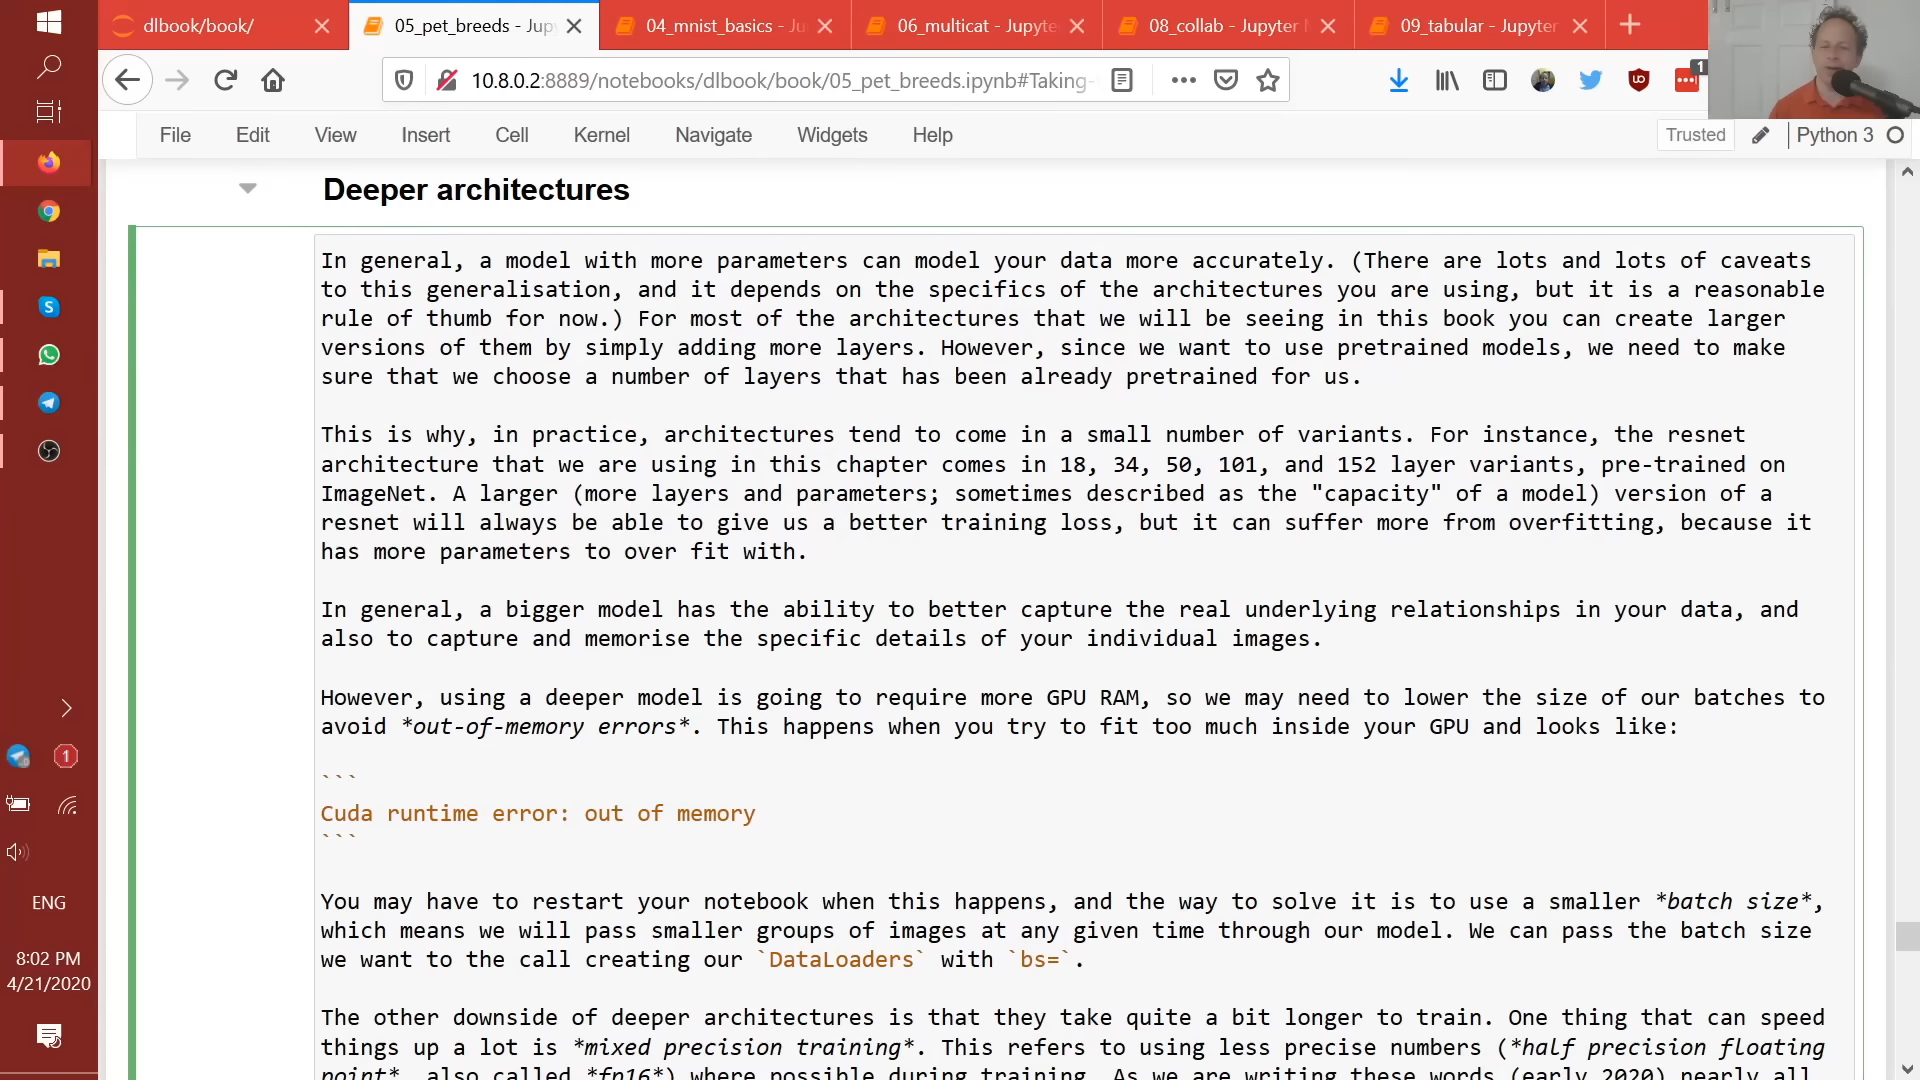 dlbook/book/
05_pet_breeds - Jup
04_mnist_basics - Ju
06_multicat - Jupyte
08_collab - Jupyter
09_tabular - Jupyter
10.8.0.2:8889/notebooks/dlbook/book/05_pet_breeds.ipynb#Taking-
1
File Edit View Insert Cell Kernel Navigate Widgets Help
Trusted
Python 3
Deeper architectures
In general, a model with more parameters can model your data more accurately. (There are lots and lots of caveats
to this generalisation, and it depends on the specifics of the architectures you are using, but it is a reasonable
rule of thumb for now.) For most of the architectures that we will be seeing in this book you can create larger
versions of them by simply adding more layers. However, since we want to use pretrained models, we need to make
sure that we choose a number of layers that has been already pretrained for us.
This is why, in practice, architectures tend to come in a small number of variants. For instance, the resnet
architecture that we are using in this chapter comes in 18, 34, 50, 101, and 152 layer variants, pre-trained on
ImageNet. A larger (more layers and parameters; sometimes described as the "capacity" of a model) version of a
resnet will always be able to give us a better training loss, but it can suffer more from overfitting, because it
has more parameters to over fit with.
In general, a bigger model has the ability to better capture the real underlying relationships in your data, and
also to capture and memorise the specific details of your individual images.
However, using a deeper model is going to require more GPU RAM, so we may need to lower the size of our batches to
avoid *out-of-memory errors*. This happens when you try to fit too much inside your GPU and looks like:
```
Cuda runtime error: out of memory
```
You may have to restart your notebook when this happens, and the way to solve it is to use a smaller *batch size*,
which means we will pass smaller groups of images at any given time through our model. We can pass the batch size
we want to the call creating our `DataLoaders` with `bs=`.
The other downside of deeper architectures is that they take quite a bit longer to train. One thing that can speed
things up a lot is *mixed precision training*. This refers to using less precise numbers (*half precision floating
point*, also called *fp16*) where possible during training. As we are writing these words (early 2020) nearly all
1
ENG
8:02 PM
4/21/2020